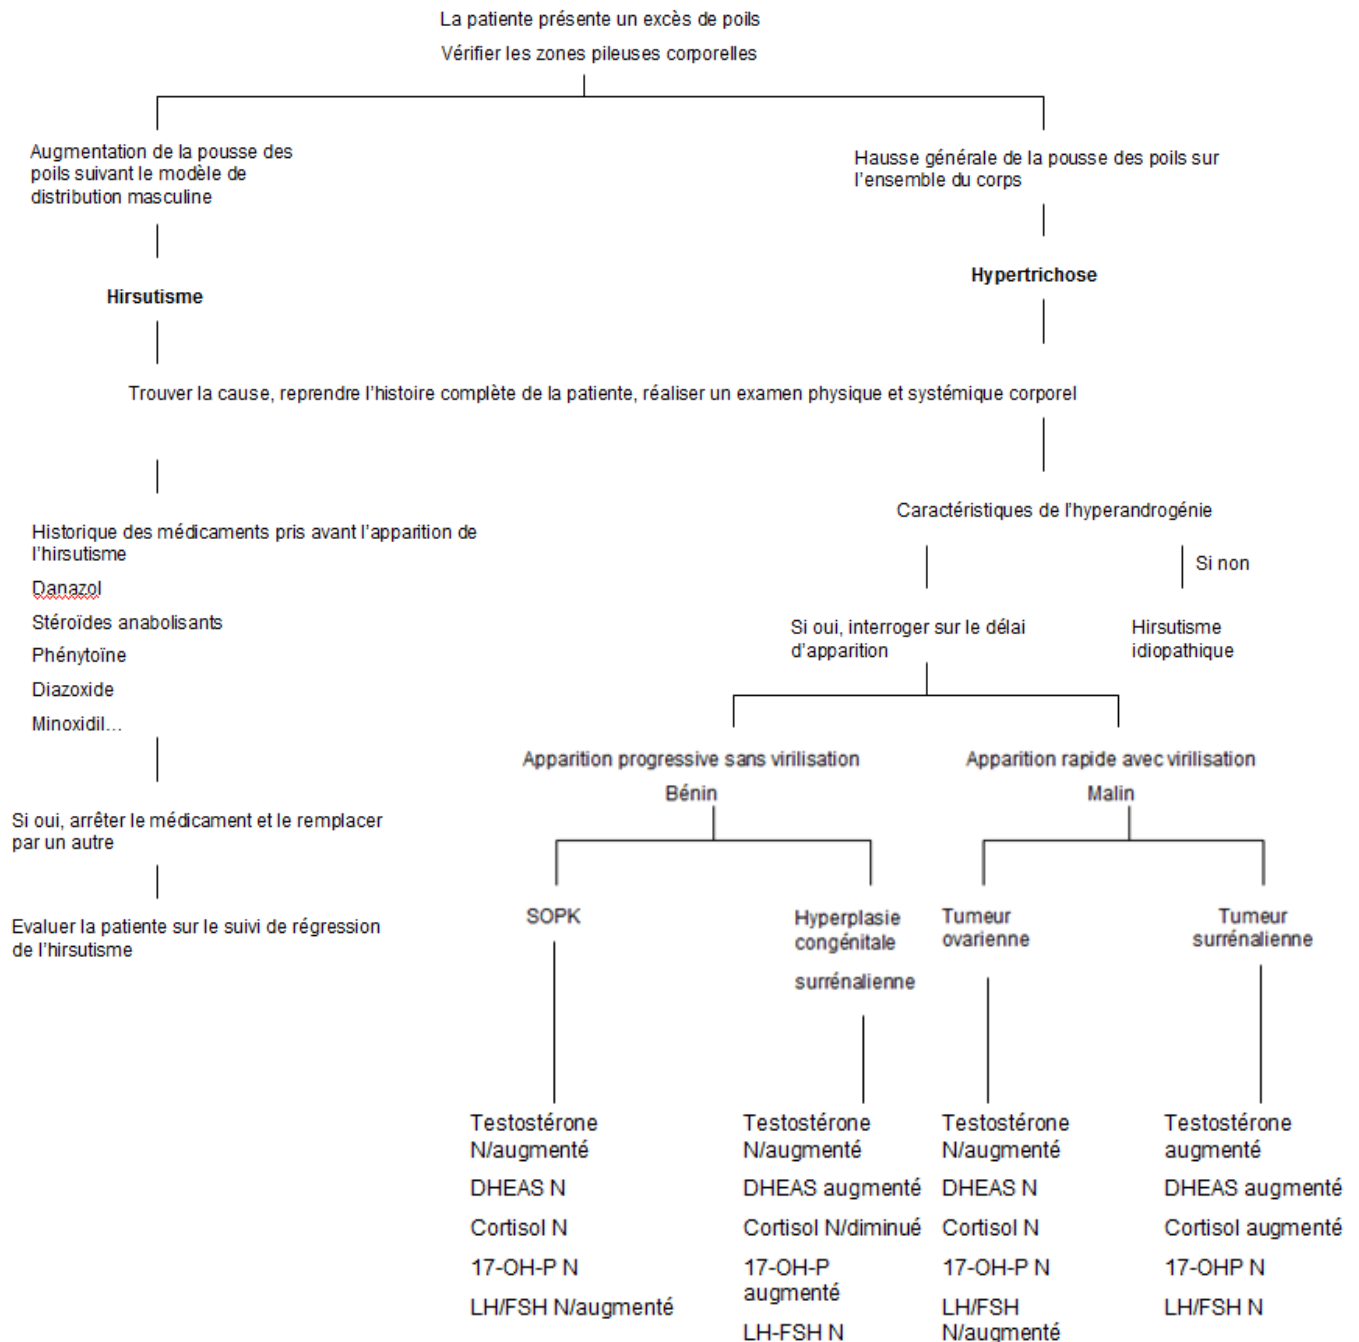 La patiente présente un excès de poils
Vérifier les zones pileuses corporelles
Augmentation de la pousse des
poils suivant le modèle de
distribution masculine
Hausse générale de la pousse des poils sur
l'ensemble du corps
Hirsutisme
Hypertrichose
Trouver la cause, reprendre l'histoire complète de la patiente, réaliser un examen physique et systémique corporel
Historique des médicaments pris avant l'apparition de
l'hirsutisme
Danazol
Stéroïdes anabolisants
Phénytoïne
Diazoxide
Minoxidil...
Si oui, arrêter le médicament et le remplacer
par un autre
Evaluer la patiente sur le suivi de régression
de l'hirsutisme
Caractéristiques de l'hyperandrogénie
Si non
Si oui, interroger sur le délai
d'apparition
Hirsutisme
idiopathique
Apparition progressive sans virilisation
Bénin
Apparition rapide avec virilisation
Malin
SOPK
Hyperplasie
congénitale
surrénalienne
Tumeur
ovarienne
Tumeur
surrénalienne
Testostérone
N/augmenté
DHEAS N
Cortisol N
17-OH-P N
LH/FSH N/augmenté
Testostérone
N/augmenté
DHEAS augmenté
Cortisol N/diminué
17-OH-P
augmenté
LH-FSH N
Testostérone
N/augmenté
DHEAS N
Cortisol N
17-OH-P N
LH/FSH
N/augmenté
Testostérone
augmenté
DHEAS augmenté
Cortisol augmenté
17-OHP N
LH/FSH N